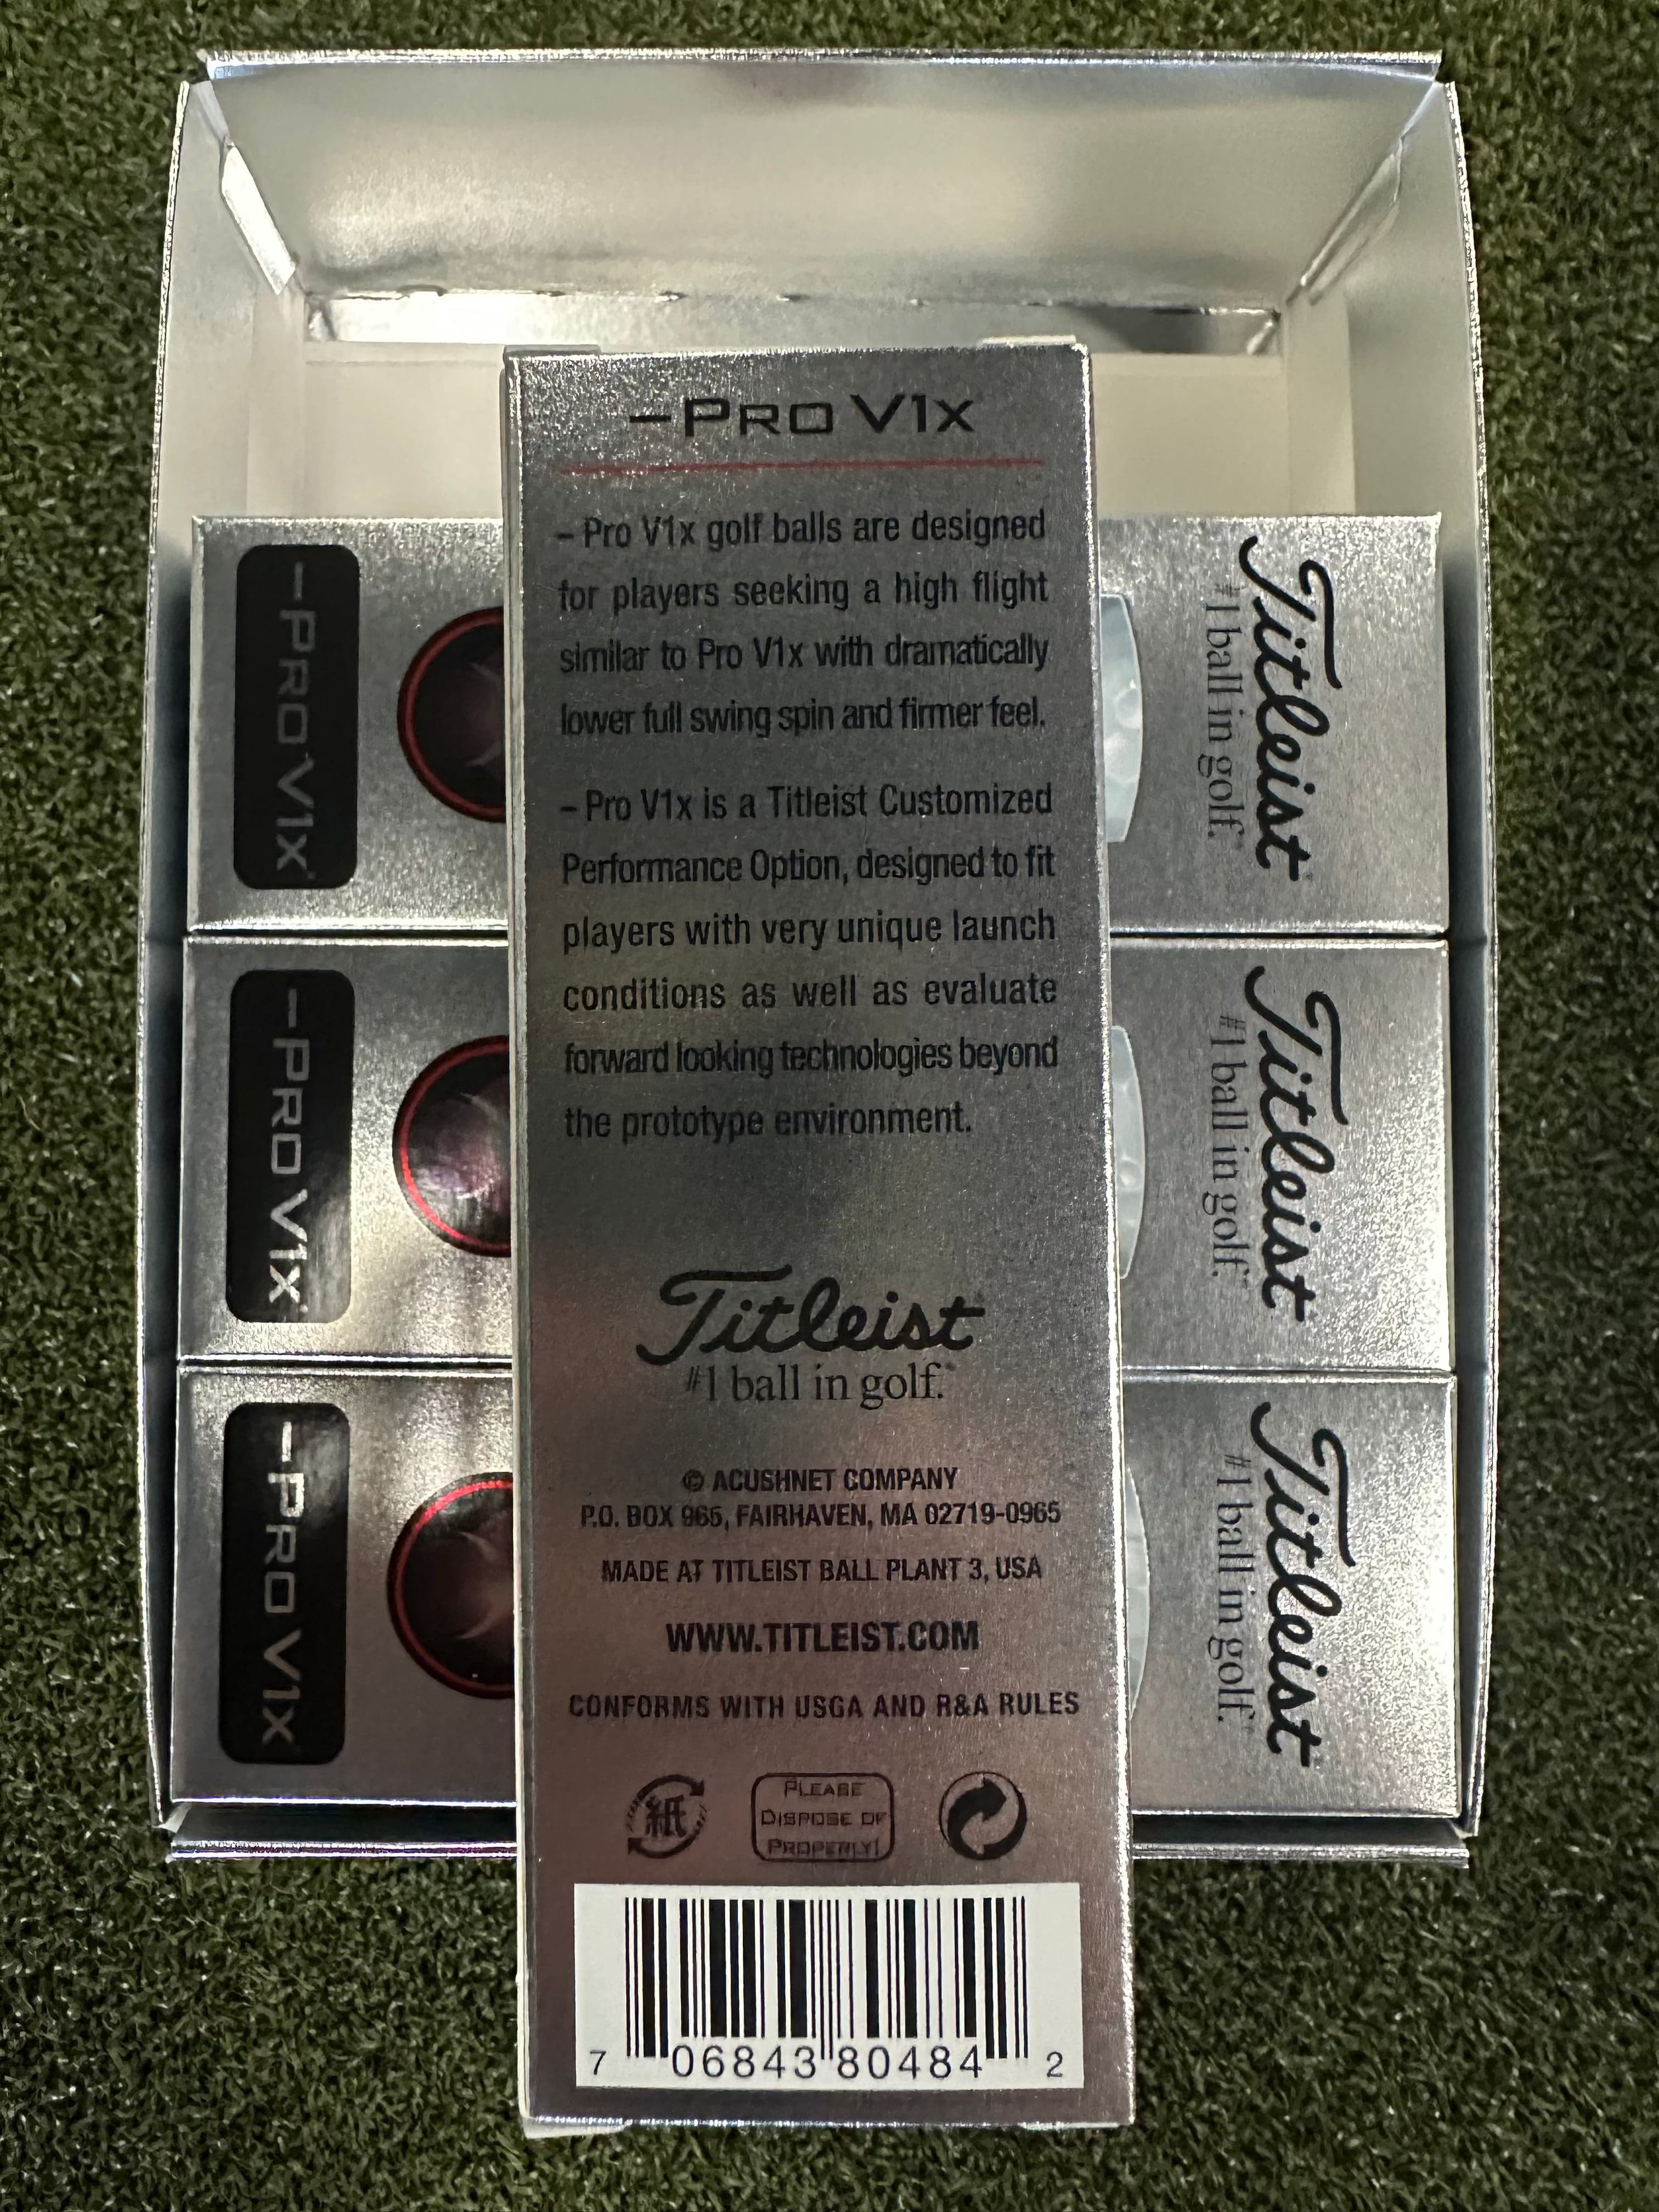 –PRO V1X
– Pro V1x golf balls are designed
for players seeking a high flight
similar to Pro V1x with dramatically
lower full swing spin and firmer feel.
– Pro V1x is a Titleist Customized
Performance Option, designed to fit
players with very unique launch
conditions as well as evaluate
forward looking technologies beyond
the prototype environment.
Titleist
#1 ball in golf.
© ACUSHNET COMPANY
P.O. BOX 965, FAIRHAVEN, MA 02719-0965
MADE AT TITLEIST BALL PLANT 3, USA
WWW.TITLEIST.COM
CONFORMS WITH USGA AND R&A RULES
紙
PLEASE
DISPOSE OF
PROPERLY!
7 06843 80484 2
–PRO V1X
Titleist
#1 ball in golf.
–PRO V1X
Titleist
#1 ball in golf.
–PRO V1X
Titleist
#1 ball in golf.